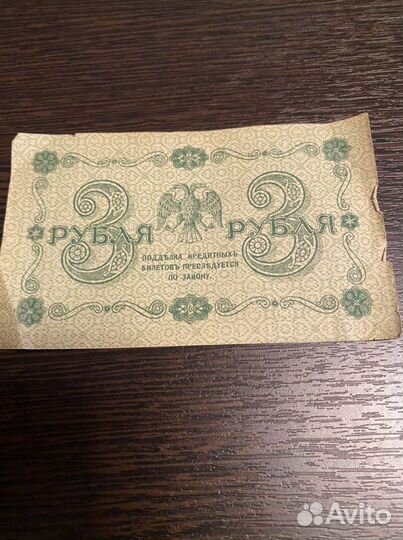 3 3
РУБЛЯ РУБЛЯ
ПОДДѢЛКА КРЕДИТНЫХЪ
БИЛЕТОВЪ ПРЕСЛѢДУЕТСЯ
ПО ЗАКОНУ.
Avito